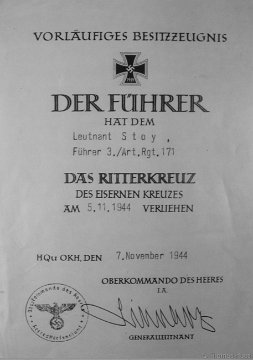 VORLÄUFIGES BESITZZEUGNIS
DER FÜHRER
HAT DEM
Leutnant Stoy ,
Führer 3./Art.Rgt.171
DAS RITTERKREUZ
DES EISERNEN KREUZES
AM 5.11.1944 VERLIEHEN
HQu OKH, DEN 7.November 1944
OBERKOMMANDO DES HEERES
I.A.
GENERALLEUTNANT